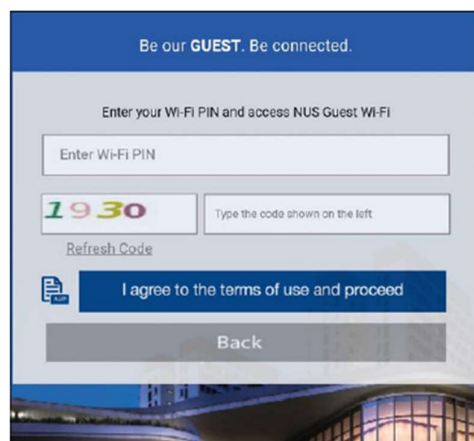 Be our GUEST. Be connected.
Enter your Wi-Fi PIN and access NUS Guest Wi-Fi
Enter Wi-Fi PIN
1930
Type the code shown on the left
Refresh Code
I agree to the terms of use and proceed
Back